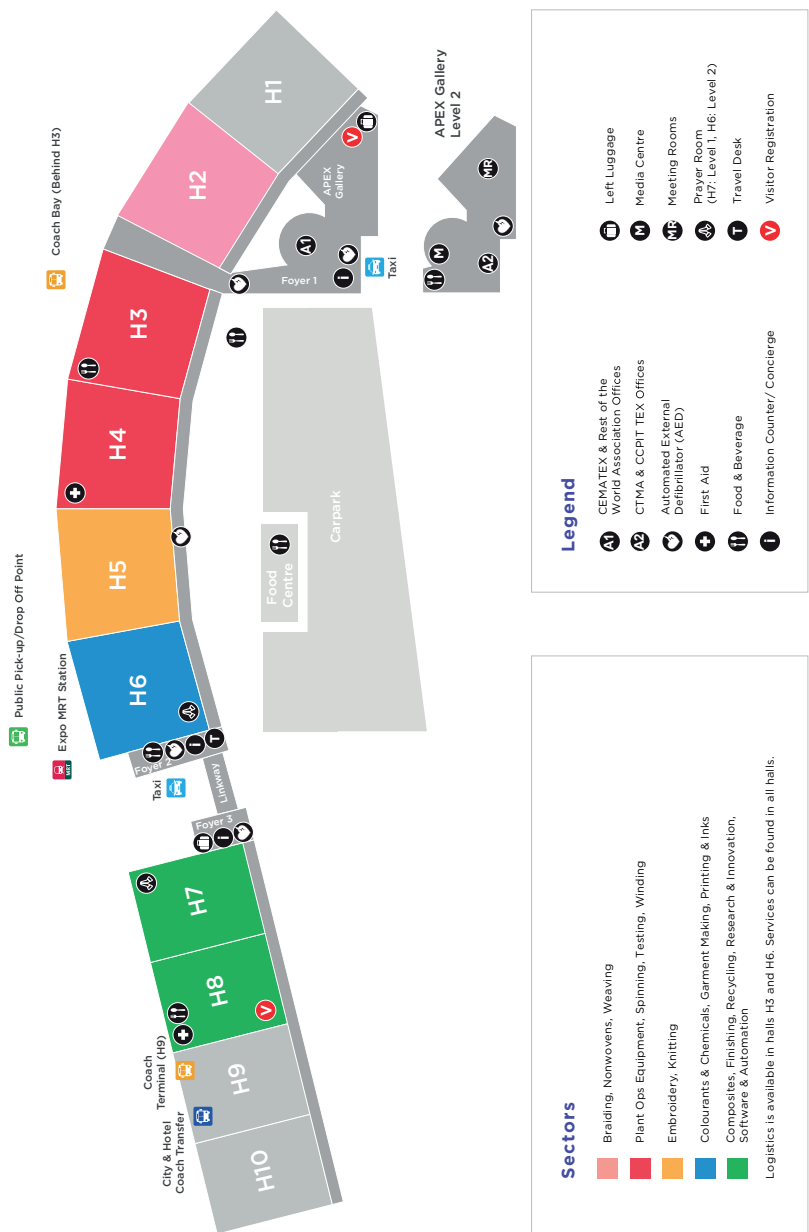 Public Pick-up/Drop Off Point
Expo MRT Station
MRT
Coach Bay (Behind H3)
H10
H9
H8
H7
H6
H5
H4
H3
H2
H1
City & Hotel
Coach Transfer
Coach
Terminal (H9)
V
Foyer 3
i
Linkway
Taxi
Foyer 2
i
T
Food
Centre
Carpark
Foyer 1
i
Taxi
A1
APEX
Gallery
V
APEX Gallery
Level 2
M
A2
MR
Sectors
Braiding, Nonwovens, Weaving
Plant Ops Equipment, Spinning, Testing, Winding
Embroidery, Knitting
Colourants & Chemicals, Garment Making, Printing & Inks
Composites, Finishing, Recycling, Research & Innovation,
Software & Automation
Logistics is available in halls H3 and H6. Services can be found in all halls.
Legend
A1 CEMATEX & Rest of the
World Association Offices
A2 CTMA & CCPIT TEX Offices
Automated External
Defibrillator (AED)
First Aid
Food & Beverage
i Information Counter/ Concierge
Left Luggage
M Media Centre
MR Meeting Rooms
Prayer Room
(H7: Level 1, H6: Level 2)
T Travel Desk
V Visitor Registration